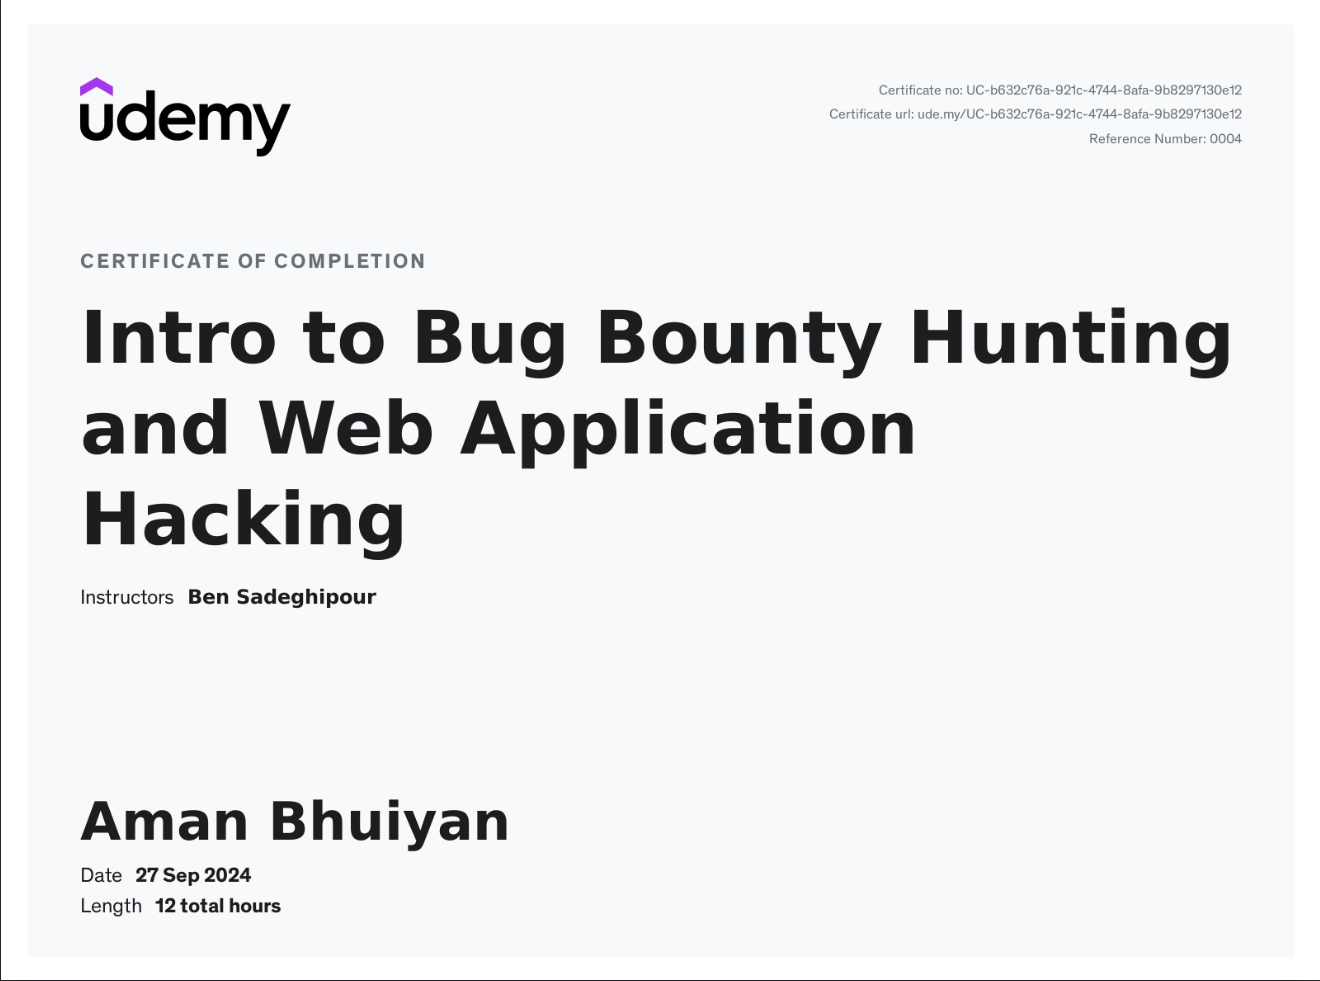 udemy
Certificate no: UC-b632c76a-921c-4744-8afa-9b8297130e12
Certificate url: ude.my/UC-b632c76a-921c-4744-8afa-9b8297130e12
Reference Number: 0004
CERTIFICATE OF COMPLETION
Intro to Bug Bounty Hunting
and Web Application
Hacking
Instructors Ben Sadeghipour
Aman Bhuiyan
Date 27 Sep 2024
Length 12 total hours